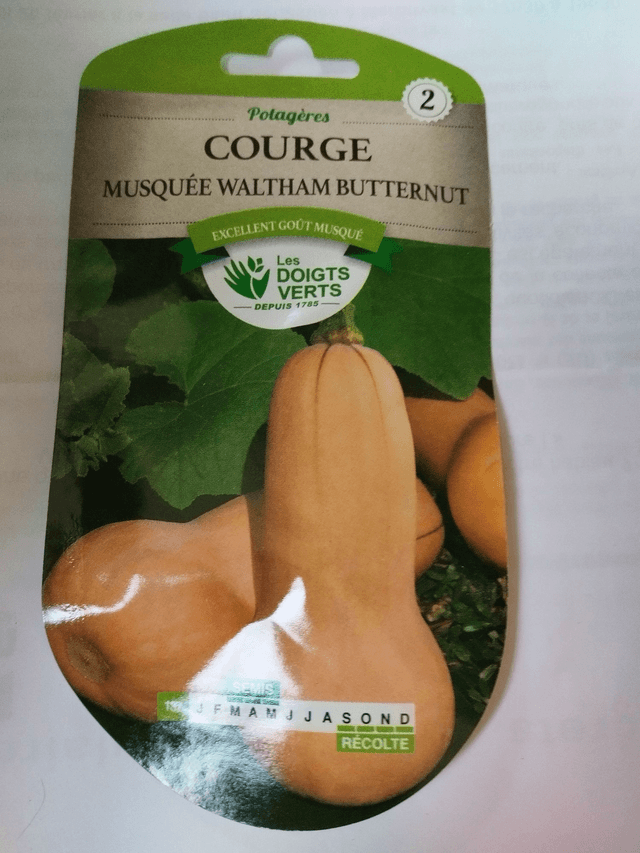 2
Potagères
COURGE
MUSQUÉE WALTHAM BUTTERNUT
EXCELLENT GOÛT MUSQUÉ
Les
DOIGTS
VERTS
DEPUIS 1785
SEMIS
J F M A M J J A S O N D
RÉCOLTE